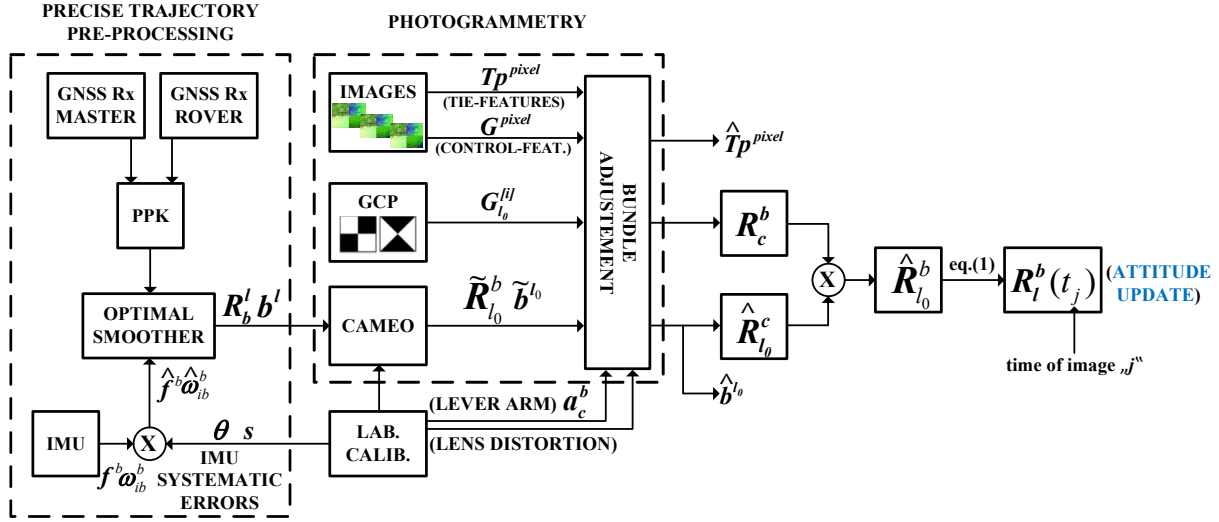 PRECISE TRAJECTORY
PRE-PROCESSING
GNSS Rx
MASTER
GNSS Rx
ROVER
PPK
OPTIMAL
SMOOTHER
R_b^l b^l
f̂^b ω̂_ib^b
IMU
X
f^b ω_ib^b
θ s
IMU
SYSTEMATIC
ERRORS
PHOTOGRAMMETRY
IMAGES
Tp^pixel
(TIE-FEATURES)
G^pixel
(CONTROL-FEAT.)
GCP
G_l₀^[i]
CAMEO
R̃_l₀^b b̃^l₀
BUNDLE
ADJUSTEMENT
LAB.
CALIB.
(LEVER ARM) a_c^b
(LENS DISTORTION)
T̂p^pixel
R_c^b
X
R̂_l₀^c
b̂^l₀
R̂_l₀^b
eq.(1)
R_l^b(t_j)
(ATTITUDE
UPDATE)
time of image „j“